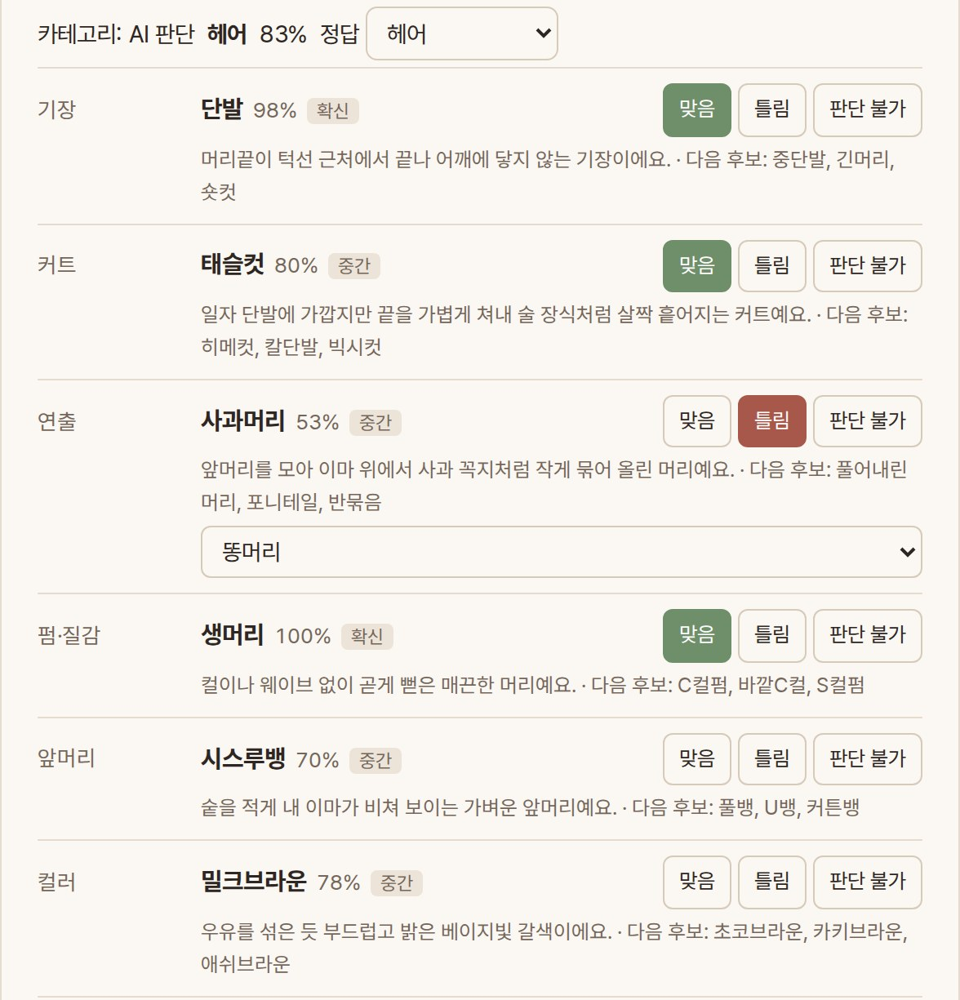 카테고리: AI 판단 헤어 83% 정답 헤어
기장 단발 98% 확신 맞음 틀림 판단 불가
머리끝이 턱선 근처에서 끝나 어깨에 닿지 않는 기장이에요. · 다음 후보: 중단발, 긴머리,
숏컷
커트 태슬컷 80% 중간 맞음 틀림 판단 불가
일자 단발에 가깝지만 끝을 가볍게 쳐내 술 장식처럼 살짝 흩어지는 커트예요. · 다음 후보:
히메컷, 칼단발, 빅시컷
연출 사과머리 53% 중간 맞음 틀림 판단 불가
앞머리를 모아 이마 위에서 사과 꼭지처럼 작게 묶어 올린 머리예요. · 다음 후보: 풀어내린
머리, 포니테일, 반묶음
똥머리
펌·질감 생머리 100% 확신 맞음 틀림 판단 불가
컬이나 웨이브 없이 곧게 뻗은 매끈한 머리예요. · 다음 후보: C컬펌, 바깥C컬, S컬펌
앞머리 시스루뱅 70% 중간 맞음 틀림 판단 불가
숱을 적게 내 이마가 비쳐 보이는 가벼운 앞머리예요. · 다음 후보: 풀뱅, U뱅, 커튼뱅
컬러 밀크브라운 78% 중간 맞음 틀림 판단 불가
우유를 섞은 듯 부드럽고 밝은 베이지빛 갈색이에요. · 다음 후보: 초코브라운, 카키브라운,
애쉬브라운